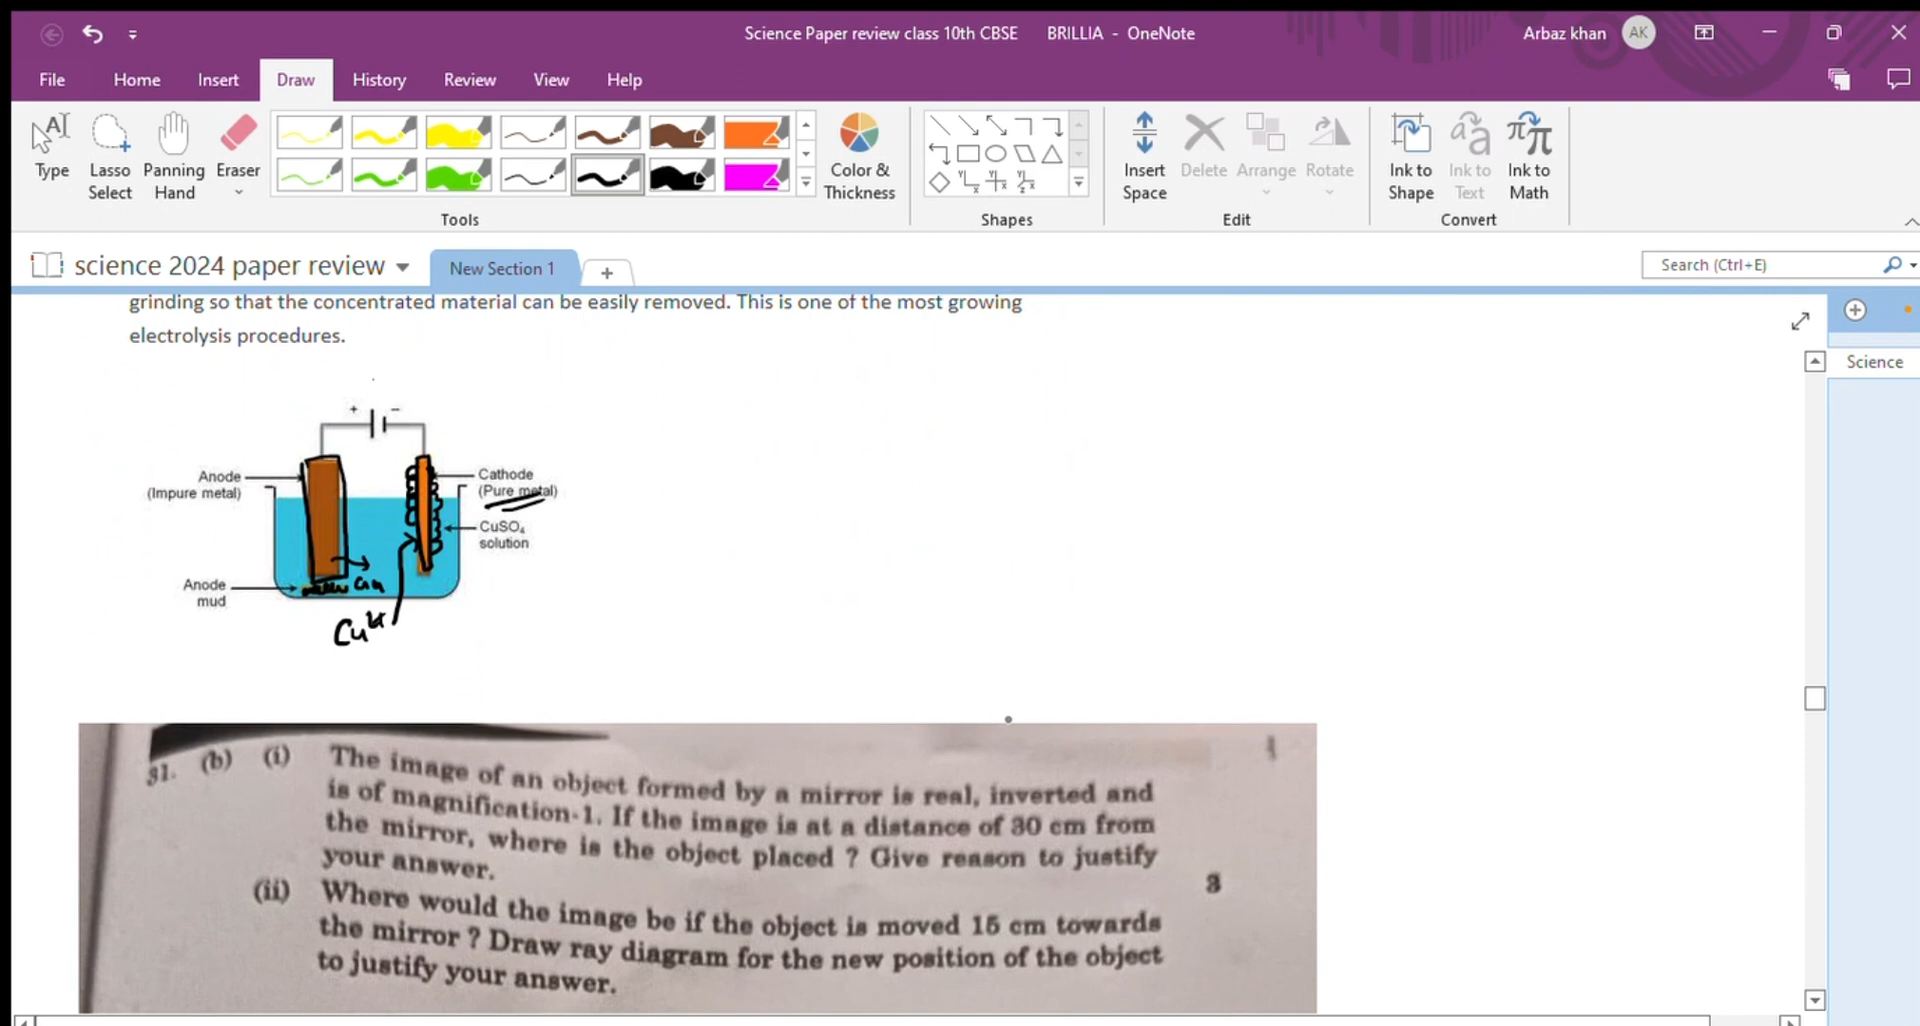 Science Paper review class 10th CBSE BRILLIA - OneNote
Arbaz khan AK
File Home Insert Draw History Review View Help
Type
Lasso Select
Panning Hand
Eraser
Color & Thickness
Insert Space
Delete
Arrange
Rotate
Ink to Shape
Ink to Text
Ink to Math
Tools
Shapes
Edit
Convert
science 2024 paper review
New Section 1
+
Search (Ctrl+E)
Science
grinding so that the concentrated material can be easily removed. This is one of the most growing
electrolysis procedures.
+ −
Anode
(Impure metal)
Cathode
(Pure metal)
CuSO₄
solution
Anode
mud
31. (b) (i) The image of an object formed by a mirror is real, inverted and
is of magnification-1. If the image is at a distance of 30 cm from
the mirror, where is the object placed ? Give reason to justify
your answer.
3
(ii) Where would the image be if the object is moved 15 cm towards
the mirror ? Draw ray diagram for the new position of the object
to justify your answer.